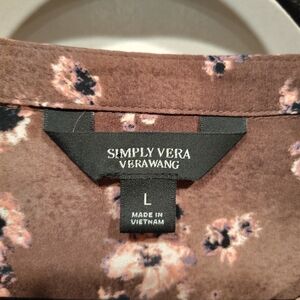 SIMPLY VERA
VERAWANG
L
MADE IN
VIETNAM